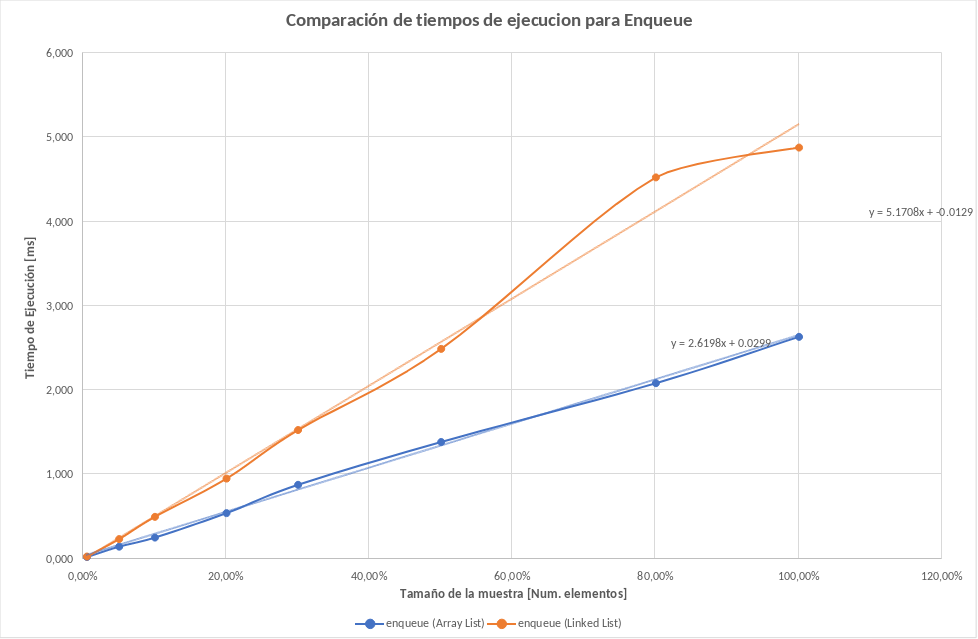 Comparación de tiempos de ejecucion para Enqueue
6,000
5,000
4,000
3,000
2,000
1,000
0,000
Tiempo de Ejecución [ms]
y = 5.1708x + -0.0129
y = 2.6198x + 0.0299
0,00% 20,00% 40,00% 60,00% 80,00% 100,00% 120,00%
Tamaño de la muestra [Num. elementos]
enqueue (Array List) enqueue (Linked List)